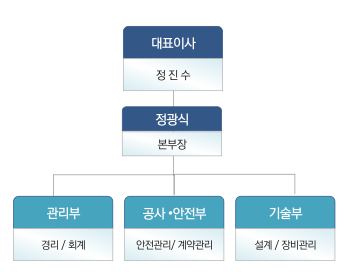 대표이사
정 진 수
정광식
본부장
관리부
공사 •안전부
기술부
경리 / 회계
안전관리/ 계약관리
설계 / 장비관리